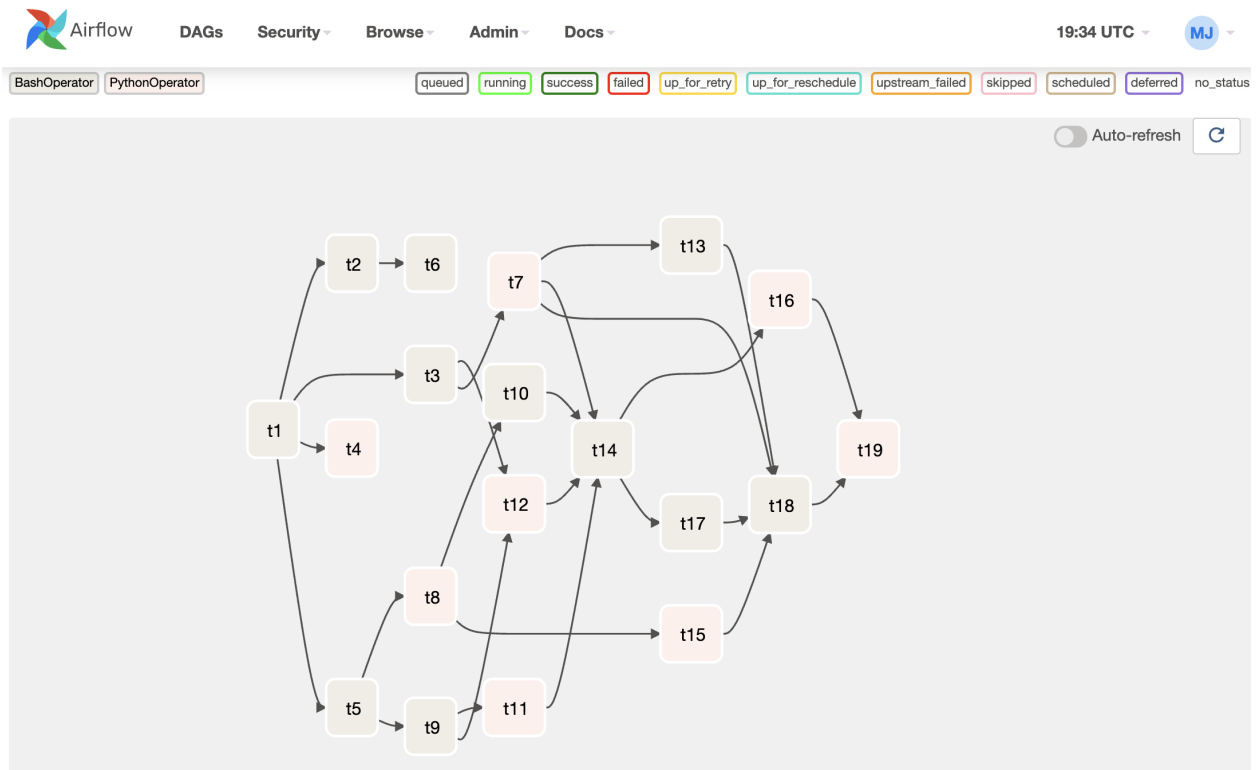 Airflow DAGs Security Browse Admin Docs 19:34 UTC MJ
BashOperator PythonOperator queued running success failed up_for_retry up_for_reschedule upstream_failed skipped scheduled deferred no_status
Auto-refresh
t13
t2 t6
t7
t16
t3
t10
t1
t4
t14
t19
t12
t18
t17
t8
t15
t5
t11
t9